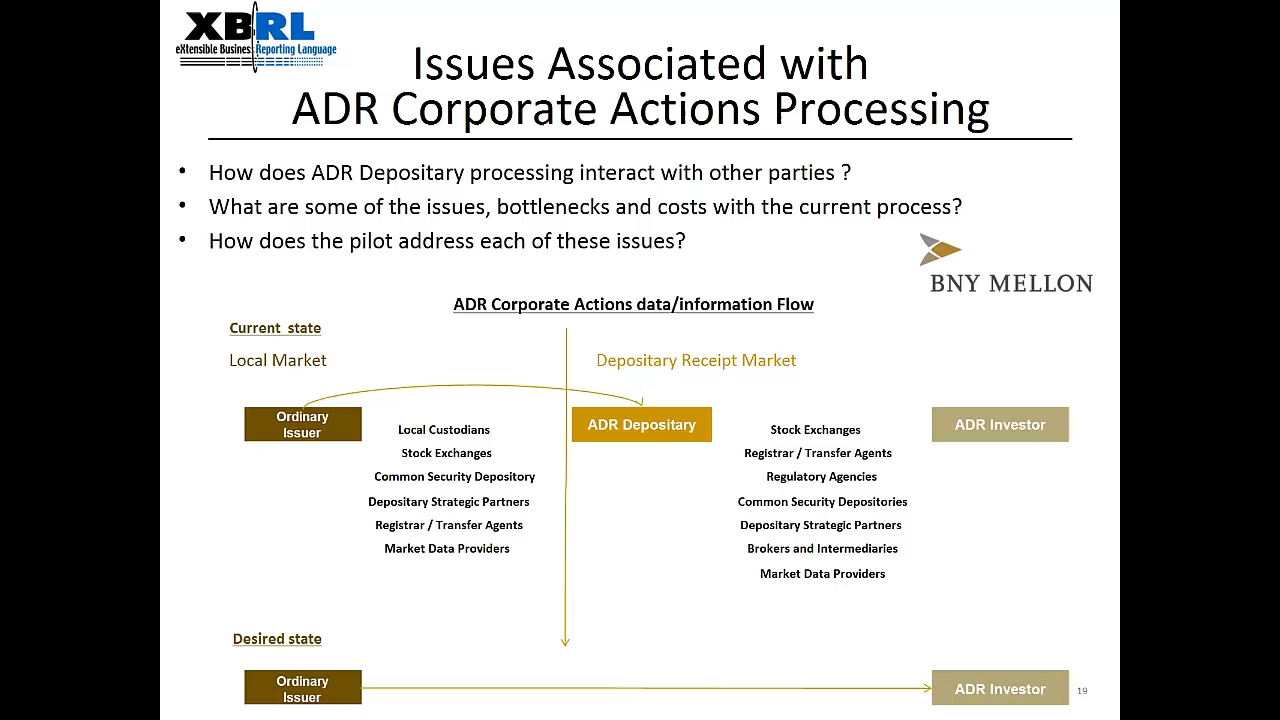 XBRL
eXtensible Business Reporting Language
Issues Associated with
ADR Corporate Actions Processing
• How does ADR Depositary processing interact with other parties ?
• What are some of the issues, bottlenecks and costs with the current process?
• How does the pilot address each of these issues?
BNY MELLON
ADR Corporate Actions data/information Flow
Current state
Local Market
Depositary Receipt Market
Ordinary
Issuer
Local Custodians
Stock Exchanges
Common Security Depository
Depositary Strategic Partners
Registrar / Transfer Agents
Market Data Providers
ADR Depositary
Stock Exchanges
Registrar / Transfer Agents
Regulatory Agencies
Common Security Depositories
Depositary Strategic Partners
Brokers and Intermediaries
Market Data Providers
ADR Investor
Desired state
Ordinary
Issuer
ADR Investor
19